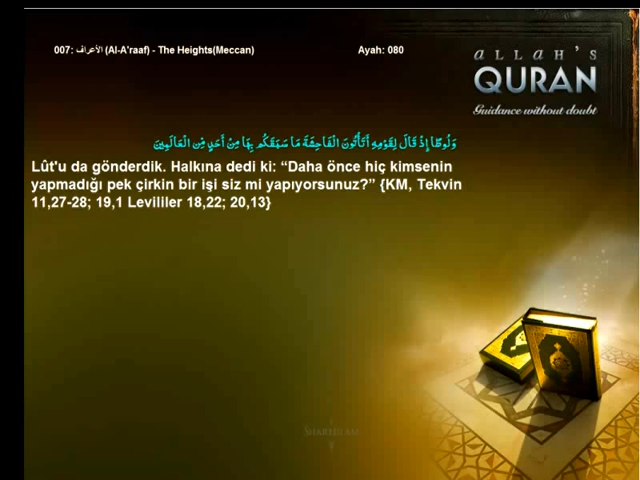 007: الأعراف (Al-A'raaf) - The Heights(Meccan) Ayah: 080
ALLAH'S
QURAN
Guidance without doubt
وَلُوطًا إِذْ قَالَ لِقَوْمِهِ أَتَأْتُونَ الْفَاحِشَةَ مَا سَبَقَكُم بِهَا مِنْ أَحَدٍ مِّن الْعَالَمِينَ
Lût'u da gönderdik. Halkına dedi ki: “Daha önce hiç kimsenin
yapmadığı pek çirkin bir işi siz mi yapıyorsunuz?” {KM, Tekvin
11,27-28; 19,1 Levililer 18,22; 20,13}